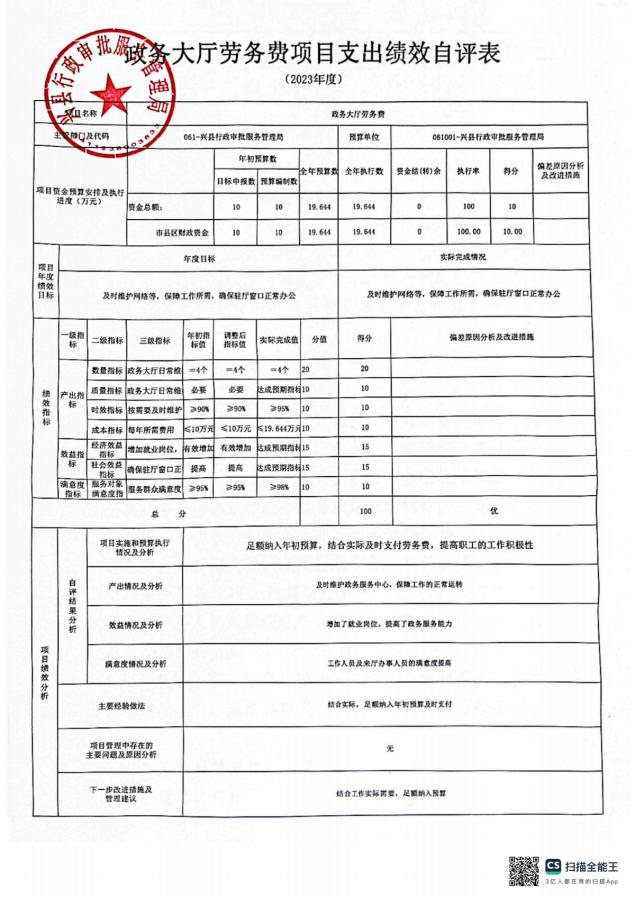 政务大厅劳务费项目支出绩效自评表
(2023年度)
兴县行政审批服务管理局
项目名称 政务大厅劳务费
主管部门及代码 061-兴县行政审批服务管理局 预算单位 061001-兴县行政审批服务管理局
项目资金预算安排及执行进度(万元) 年初预算数 全年预算数 全年执行数 资金结(转)余 执行率 得分 偏差原因分析及改进措施
目标申报数 预算编制数
资金总额: 10 10 19.644 19.644 0 100 10
市县区财政资金 10 10 19.644 19.644 0 100.00 10.00
项目年度绩效目标 年度目标 实际完成情况
及时维护网络等,保障工作所需,确保驻厅窗口正常办公 及时维护网络等,保障工作所需,确保驻厅窗口正常办公
绩效指标 一级指标 二级指标 三级指标 年初指标值 调整后指标值 实际完成值 分值 得分 偏差原因分析及改进措施
产出指标 数量指标 政务大厅日常维 =4个 =4个 =4个 20 20
质量指标 政务大厅日常维 必要 必要 达成预期指标 10 10
时效指标 按需要及时维护 ≥90% ≥90% ≥95% 10 10
成本指标 每年所需费用 ≤10万元 ≤10万元 ≤19.644万元 10 10
效益指标 经济效益指标 增加就业岗位, 有效增加 有效增加 达成预期指标 15 15
社会效益指标 确保驻厅窗口正 提高 提高 达成预期指标 15 15
满意度指标 服务对象满意度指 服务群众满意度 ≥95% ≥95% ≥98% 10 10
总 分 100 优
项目绩效分析 自评结果分析 项目实施和预算执行情况及分析 足额纳入年初预算,结合实际及时支付劳务费,提高职工的工作积极性
产出情况及分析 及时维护政务服务中心,保障工作的正常运转
效益情况及分析 增加了就业岗位,提高了政务服务能力
满意度情况及分析 工作人员及来厅办事人员的满意度提高
主要经验做法 结合实际,足额纳入年初预算及时支付
项目管理中存在的主要问题及原因分析 无
下一步改进措施及管理建议 结合工作实际需要,足额纳入预算
CS 扫描全能王
3亿人都在用的扫描App